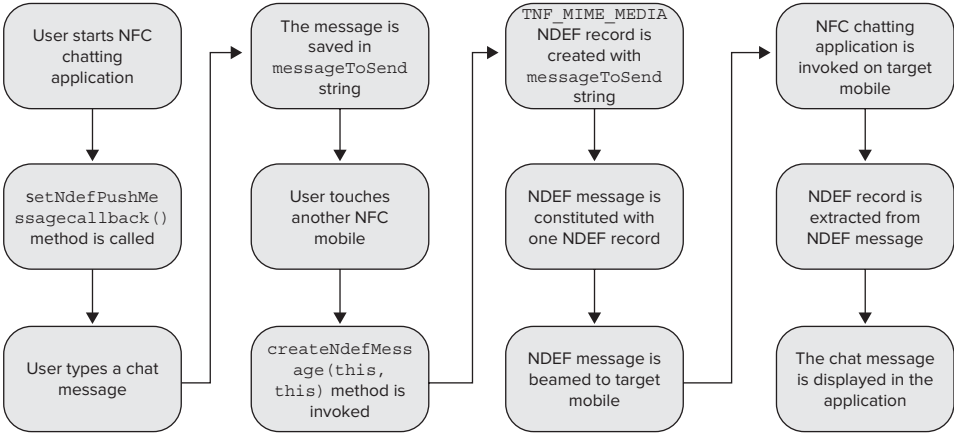 User starts NFC
chatting
application
setNdefPushMe
ssagecallback()
method is called
User types a chat
message
The message is
saved in
messageToSend
string
User touches
another NFC
mobile
createNdefMess
age(this,
this) method is
invoked
TNF_MIME_MEDIA
NDEF record is
created with
messageToSend
string
NDEF message is
constituted with
one NDEF record
NDEF message is
beamed to target
mobile
NFC chatting
application is
invoked on target
mobile
NDEF record is
extracted from
NDEF message
The chat message
is displayed in the
application